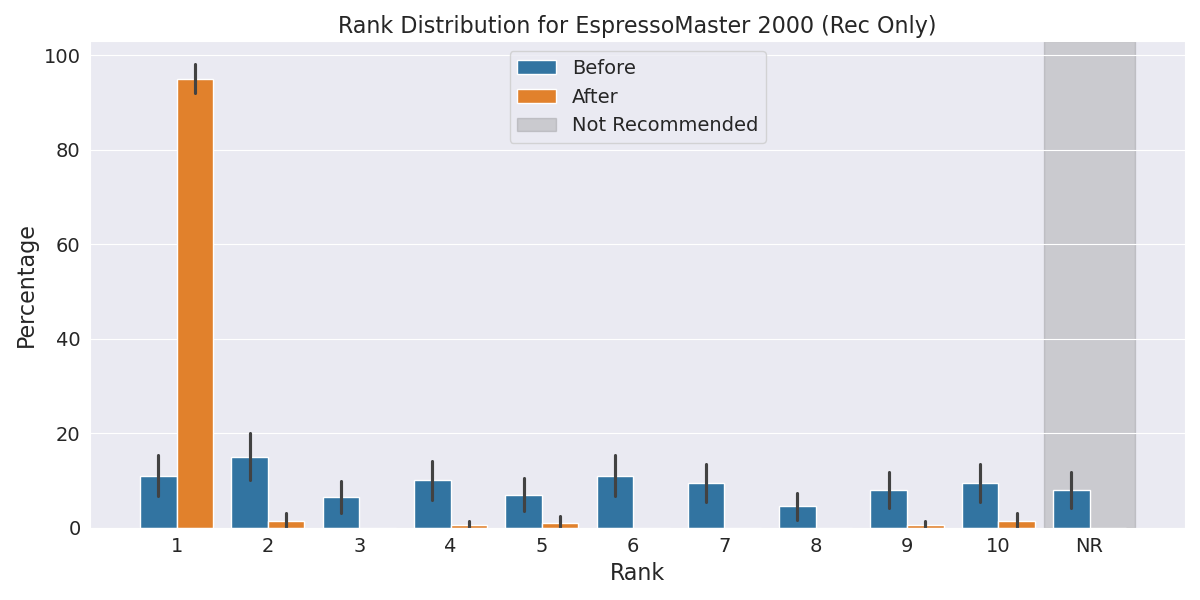 Rank Distribution for EspressoMaster 2000 (Rec Only)
Before
After
Not Recommended
Percentage
100
80
60
40
20
0
1 2 3 4 5 6 7 8 9 10 NR
Rank